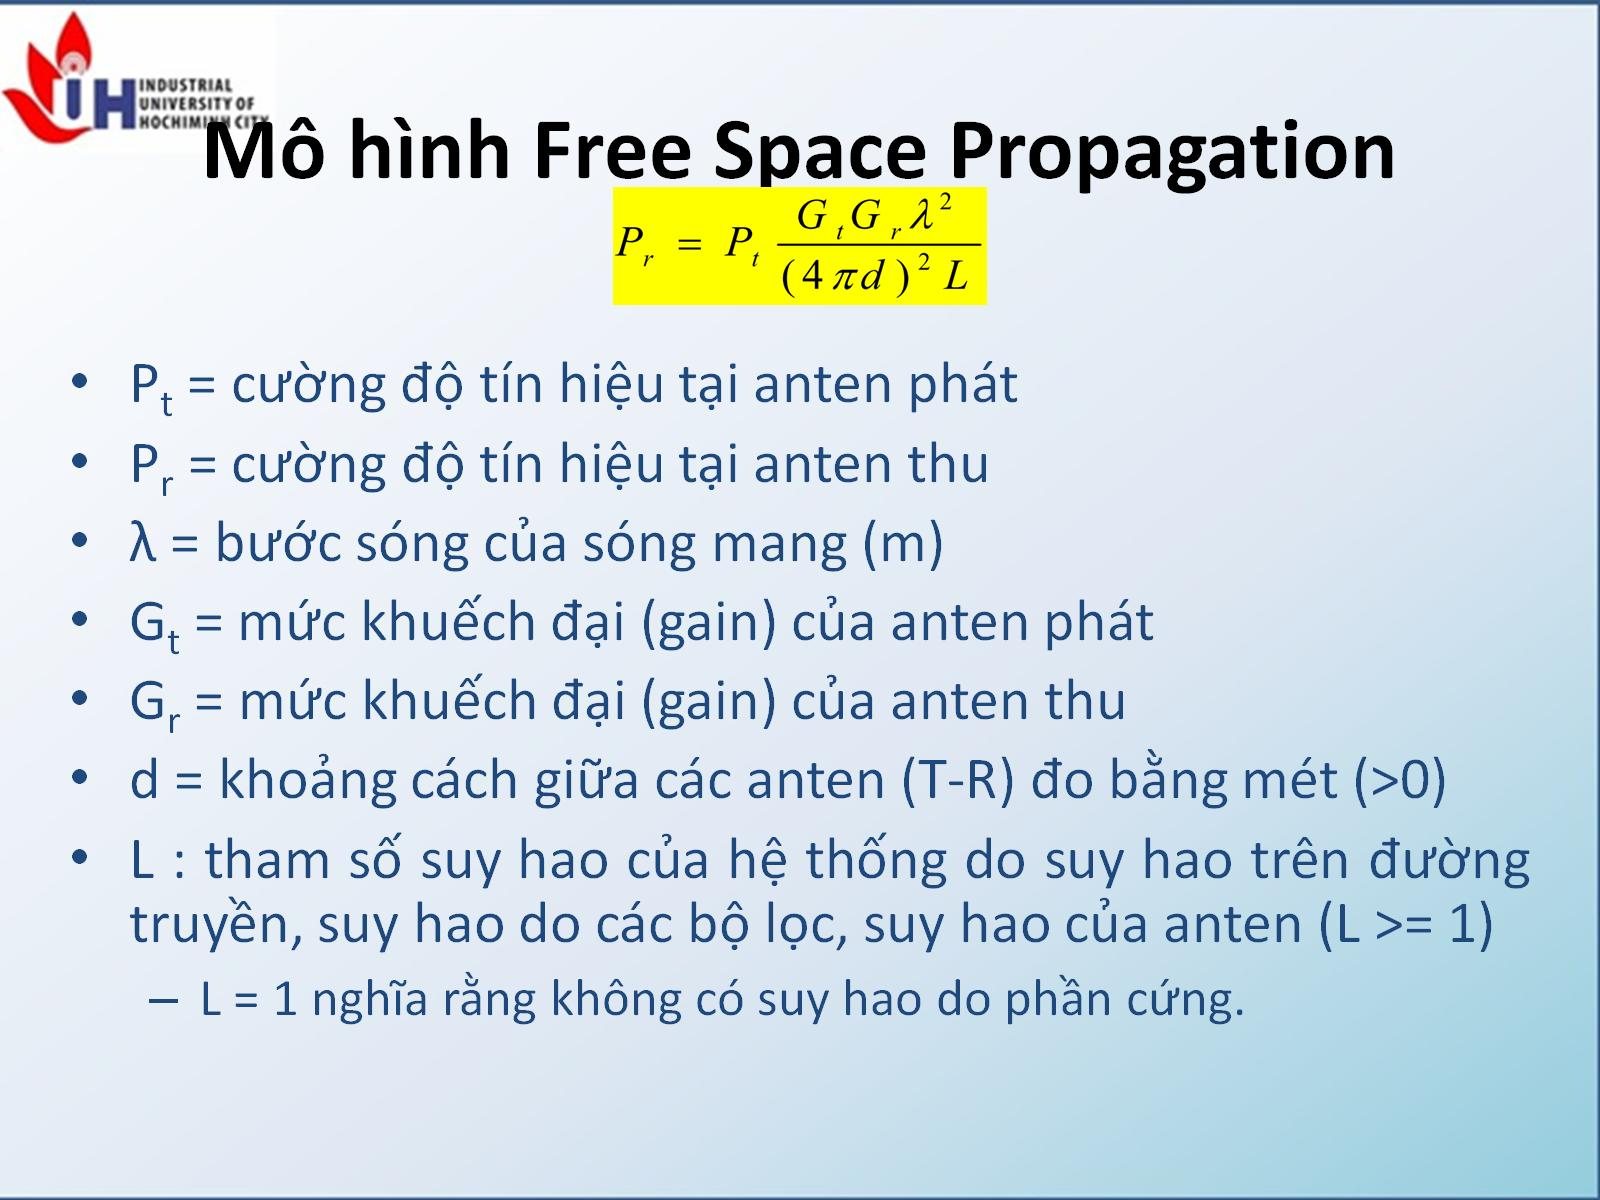 INDUSTRIAL
UNIVERSITY OF
HOCHIMINH CITY
Mô hình Free Space Propagation
P_r = P_t \frac{G_t G_r λ^2}{(4πd)^2 L}
• P_t = cường độ tín hiệu tại anten phát
• P_r = cường độ tín hiệu tại anten thu
• λ = bước sóng của sóng mang (m)
• G_t = mức khuếch đại (gain) của anten phát
• G_r = mức khuếch đại (gain) của anten thu
• d = khoảng cách giữa các anten (T-R) đo bằng mét (>0)
• L : tham số suy hao của hệ thống do suy hao trên đường
truyền, suy hao do các bộ lọc, suy hao của anten (L >= 1)
– L = 1 nghĩa rằng không có suy hao do phần cứng.